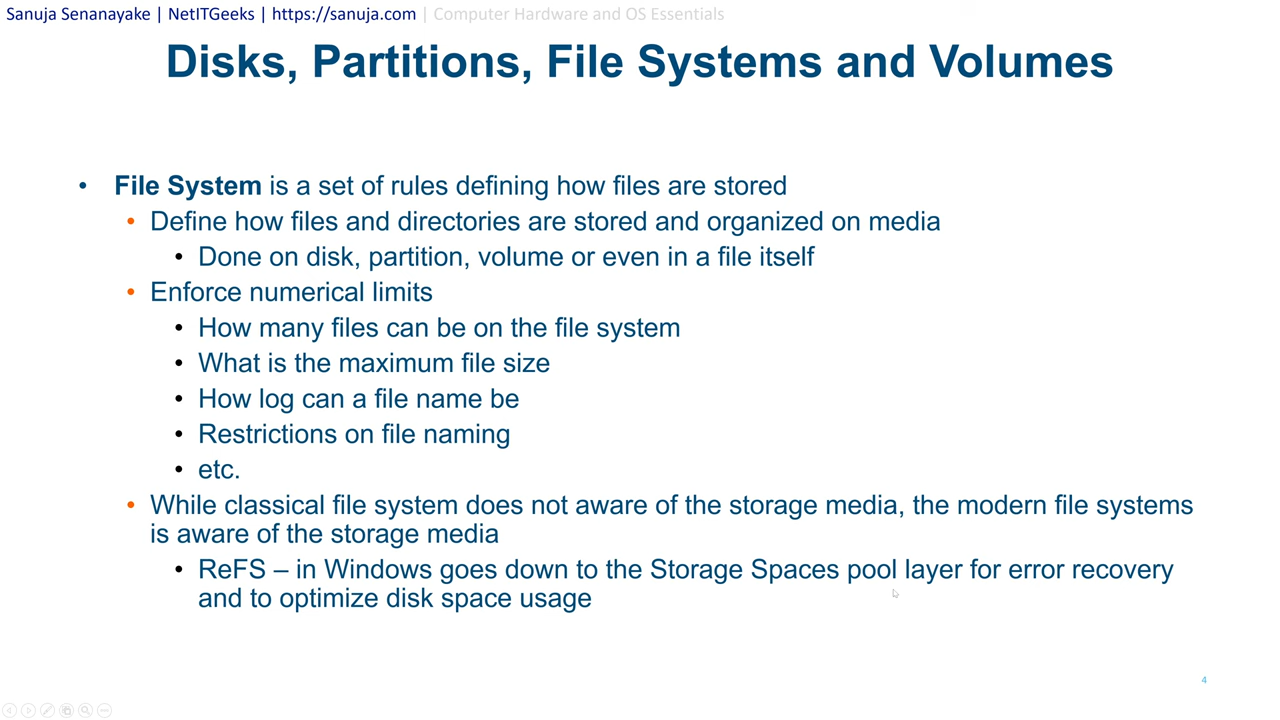 Sanuja Senanayake | NetITGeeks | https://sanuja.com | Computer Hardware and OS Essentials
Disks, Partitions, File Systems and Volumes
• File System is a set of rules defining how files are stored
• Define how files and directories are stored and organized on media
• Done on disk, partition, volume or even in a file itself
• Enforce numerical limits
• How many files can be on the file system
• What is the maximum file size
• How log can a file name be
• Restrictions on file naming
• etc.
• While classical file system does not aware of the storage media, the modern file systems
is aware of the storage media
• ReFS – in Windows goes down to the Storage Spaces pool layer for error recovery
and to optimize disk space usage
4